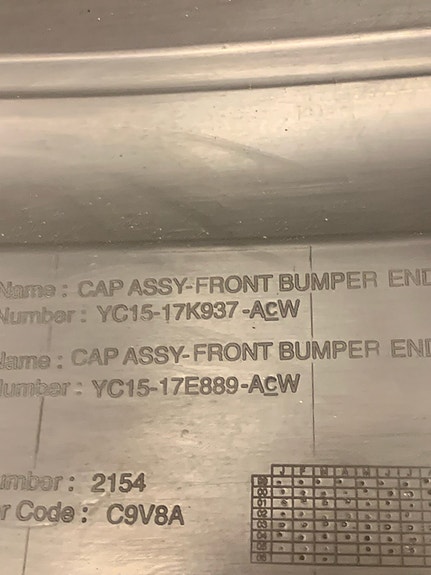 Name: CAP ASSY-FRONT BUMPER END
Number: YC15-17K937-ACW
Name: CAP ASSY-FRONT BUMPER END
Number: YC15-17E889-ACW
umber: 2154
r Code: C9V8A
J F M A M J J